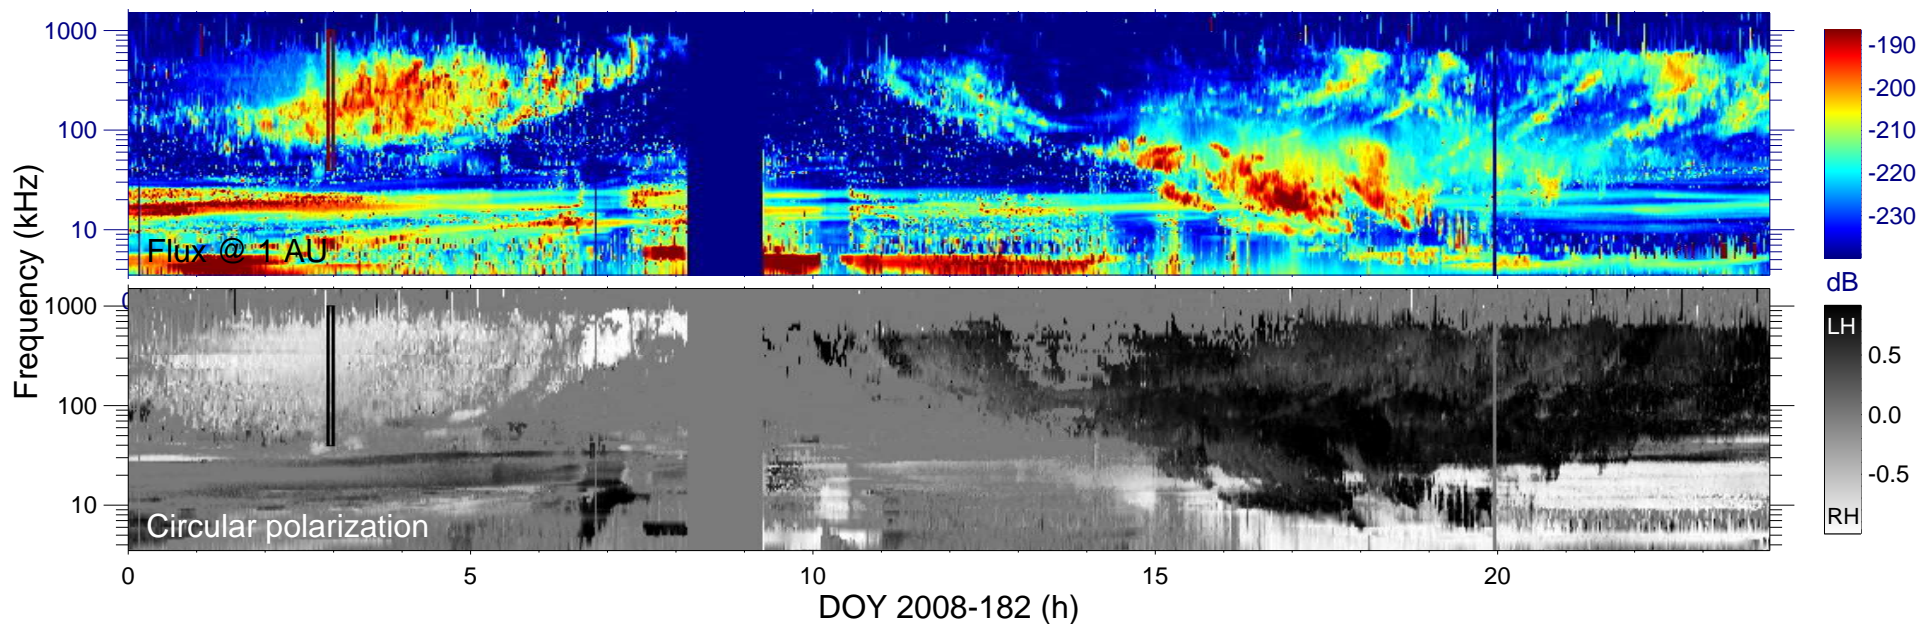 1000
100
10
Flux @ 1 AU
-190
-200
-210
-220
-230
dB
Frequency (kHz)
0
1000
100
10
Circular polarization
LH
0.5
0.0
-0.5
RH
0 5 10 15 20
DOY 2008-182 (h)